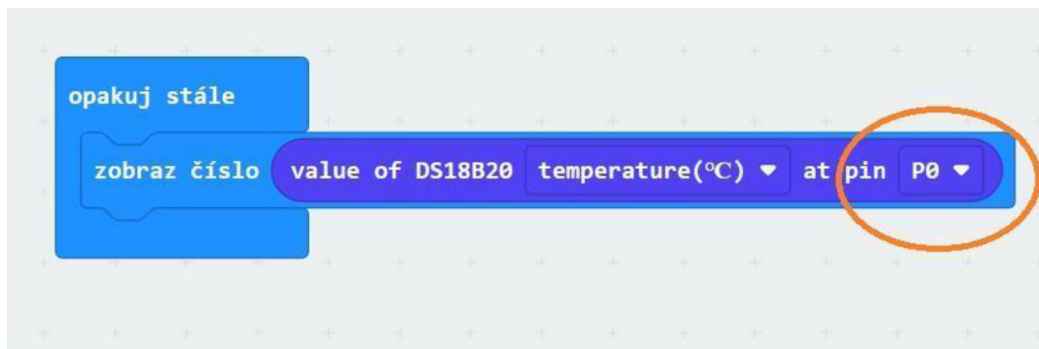 opakuj stále
zobraz číslo value of DS18B20 temperature(℃) at pin P0